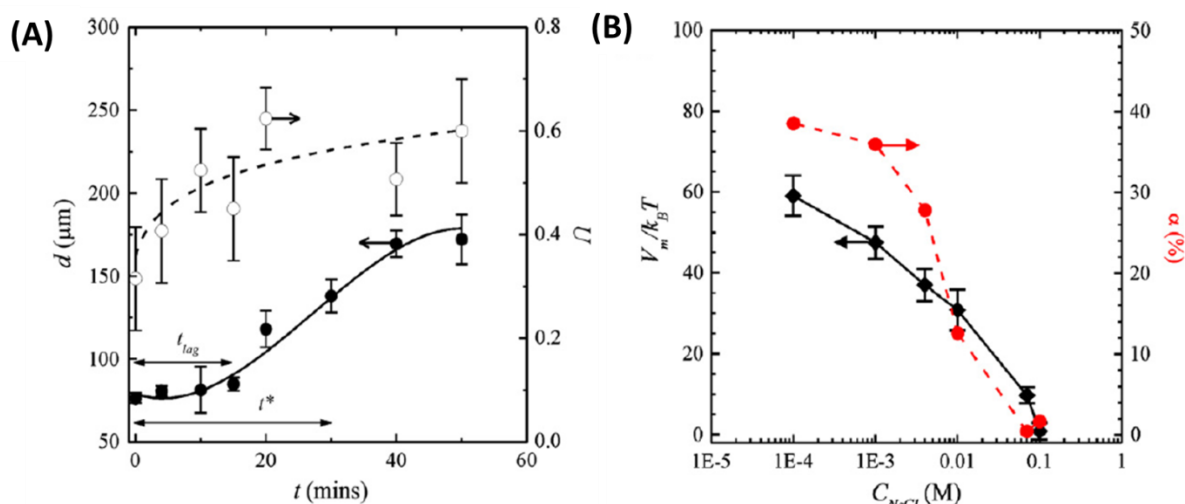 (A)
300
250
200
150
100
50
d (μm)
0.8
0.6
0.4
0.2
0.0
U
t_lag
t*
0
20
40
60
t (mins)
(B)
100
80
60
40
20
0
V_m/k_BT
50
40
30
20
10
0
α (%)
1E-5
1E-4
1E-3
0.01
0.1
1
C_NaCl (M)